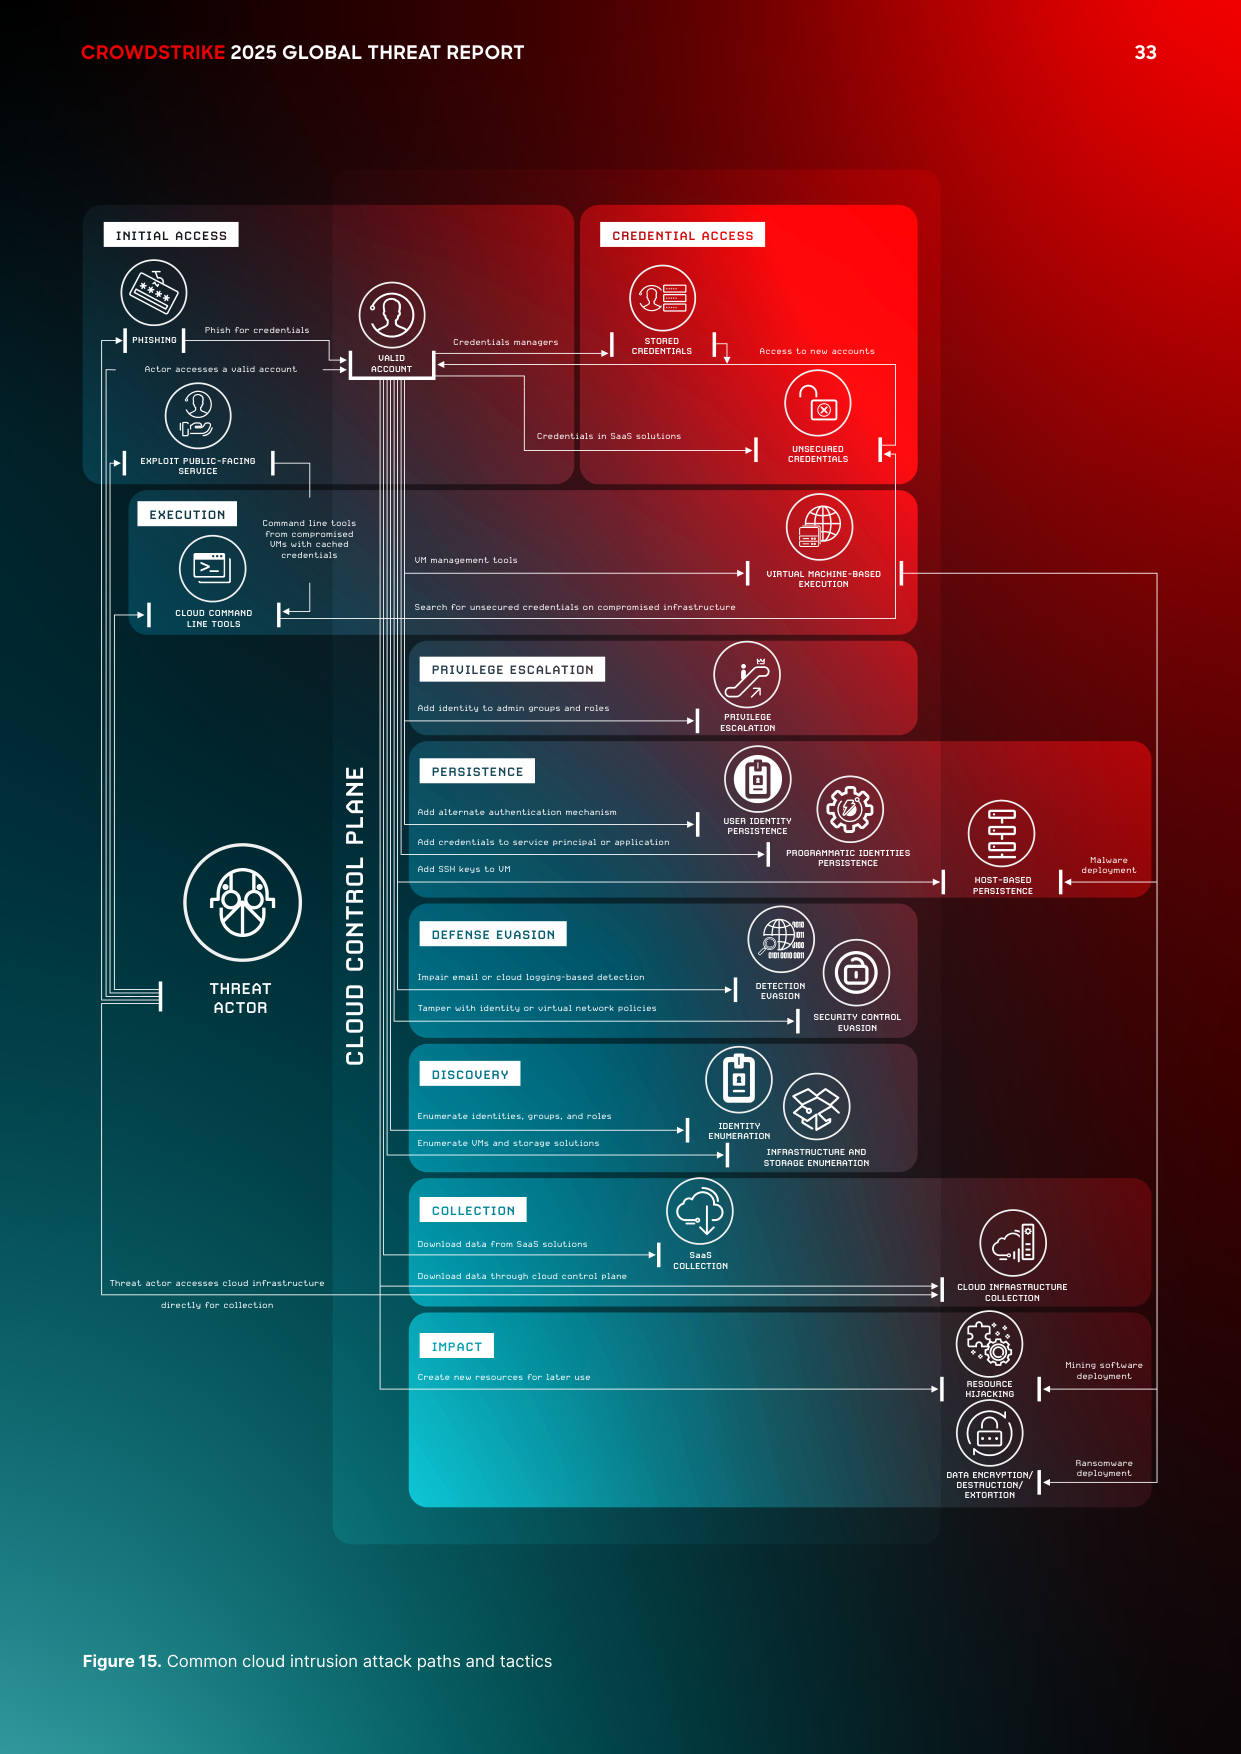 CROWDSTRIKE 2025 GLOBAL THREAT REPORT
33
INITIAL ACCESS
CREDENTIAL ACCESS
PHISHING
Phish for credentials
VALID
ACCOUNT
Credentials managers
STORED
CREDENTIALS
Access to new accounts
Actor accesses a valid account
Credentials in SaaS solutions
UNSECURED
CREDENTIALS
EXPLOIT PUBLIC-FACING
SERVICE
EXECUTION
Command line tools
from compromised
VMs with cached
credentials
VM management tools
VIRTUAL MACHINE-BASED
EXECUTION
Search for unsecured credentials on compromised infrastructure
CLOUD COMMAND
LINE TOOLS
PRIVILEGE ESCALATION
Add identity to admin groups and roles
PRIVILEGE
ESCALATION
PERSISTENCE
Add alternate authentication mechanism
USER IDENTITY
PERSISTENCE
Add credentials to service principal or application
PROGRAMMATIC IDENTITIES
PERSISTENCE
Add SSH keys to VM
HOST-BASED
PERSISTENCE
Malware
deployment
CLOUD CONTROL PLANE
THREAT
ACTOR
DEFENSE EVASION
1010
1011
0100
0101 0010 0011
Impair email or cloud logging-based detection
DETECTION
EVASION
Tamper with identity or virtual network policies
SECURITY CONTROL
EVASION
DISCOVERY
Enumerate identities, groups, and roles
IDENTITY
ENUMERATION
Enumerate VMs and storage solutions
INFRASTRUCTURE AND
STORAGE ENUMERATION
COLLECTION
Download data from SaaS solutions
SaaS
COLLECTION
Download data through cloud control plane
CLOUD INFRASTRUCTURE
COLLECTION
Threat actor accesses cloud infrastructure
directly for collection
IMPACT
Create new resources for later use
RESOURCE
HIJACKING
Mining software
deployment
DATA ENCRYPTION/
DESTRUCTION/
EXTORTION
Ransomware
deployment
Figure 15. Common cloud intrusion attack paths and tactics